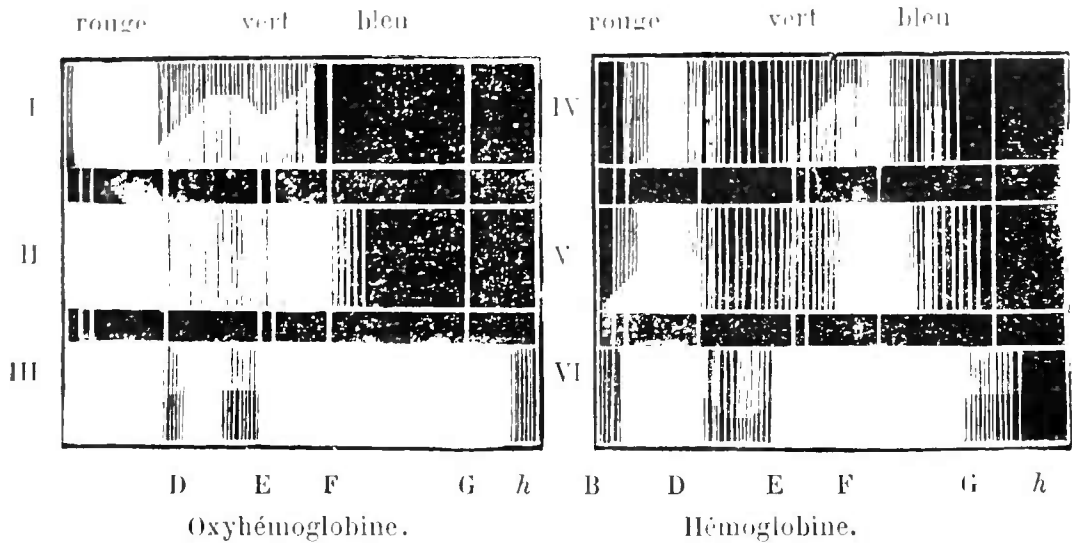 rouge vert bleu rouge vert bleu
I IV
II V
III VI
D E F G h B D E F G h
Oxyhémoglobine. Hémoglobine.